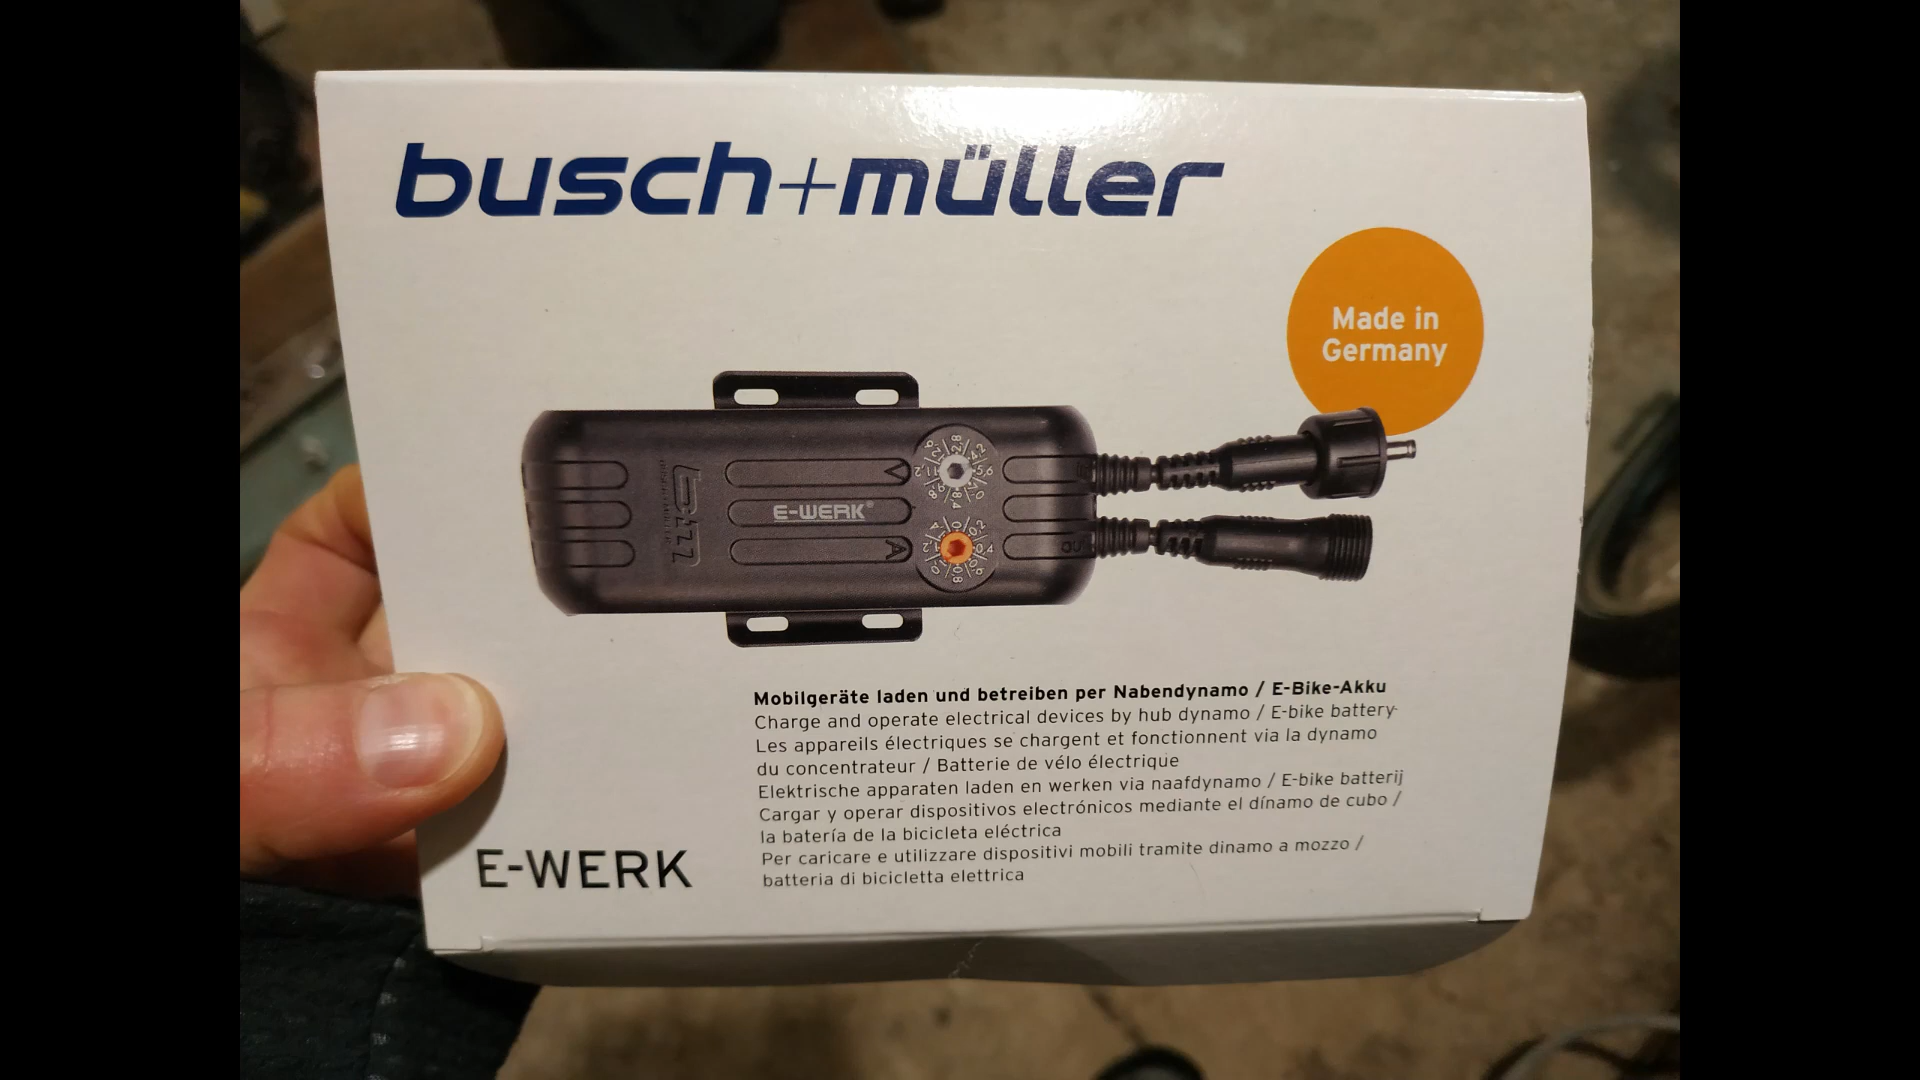 busch+müller
Made in
Germany
E-WERK®
V
A
Mobilgeräte laden und betreiben per Nabendynamo / E-Bike-Akku
Charge and operate electrical devices by hub dynamo / E-bike battery
Les appareils électriques se chargent et fonctionnent via la dynamo
du concentrateur / Batterie de vélo électrique
Elektrische apparaten laden en werken via naafdynamo / E-bike batterij
Cargar y operar dispositivos electrónicos mediante el dínamo de cubo /
la batería de la bicicleta eléctrica
Per caricare e utilizzare dispositivi mobili tramite dinamo a mozzo /
batteria di bicicletta elettrica
E-WERK